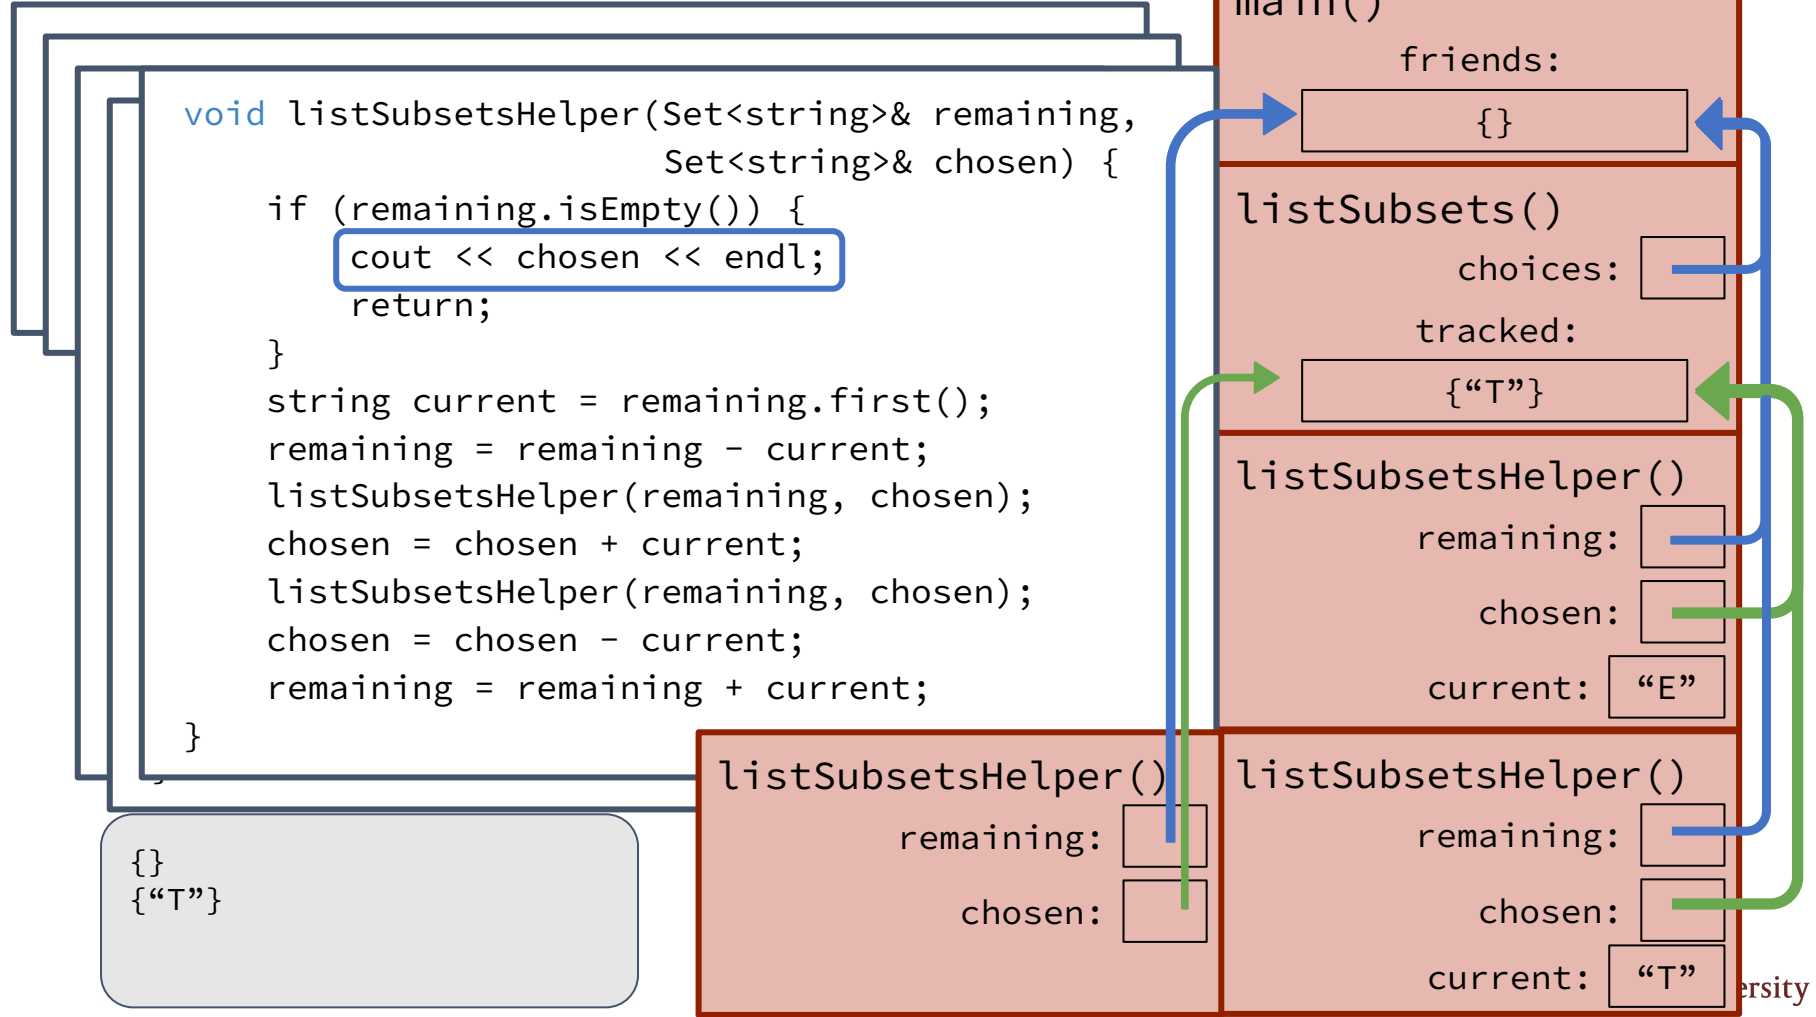 void listSubsetsHelper(Set<string>& remaining,
                       Set<string>& chosen) {
    if (remaining.isEmpty()) {
        cout << chosen << endl;
        return;
    }
    string current = remaining.first();
    remaining = remaining - current;
    listSubsetsHelper(remaining, chosen);
    chosen = chosen + current;
    listSubsetsHelper(remaining, chosen);
    chosen = chosen - current;
    remaining = remaining + current;
}
{}
{“T”}
main()
friends:
{}
listSubsets()
choices:
tracked:
{“T”}
listSubsetsHelper()
remaining:
chosen:
current: “E”
listSubsetsHelper()
remaining:
chosen:
listSubsetsHelper()
remaining:
chosen:
current: “T”
ersity